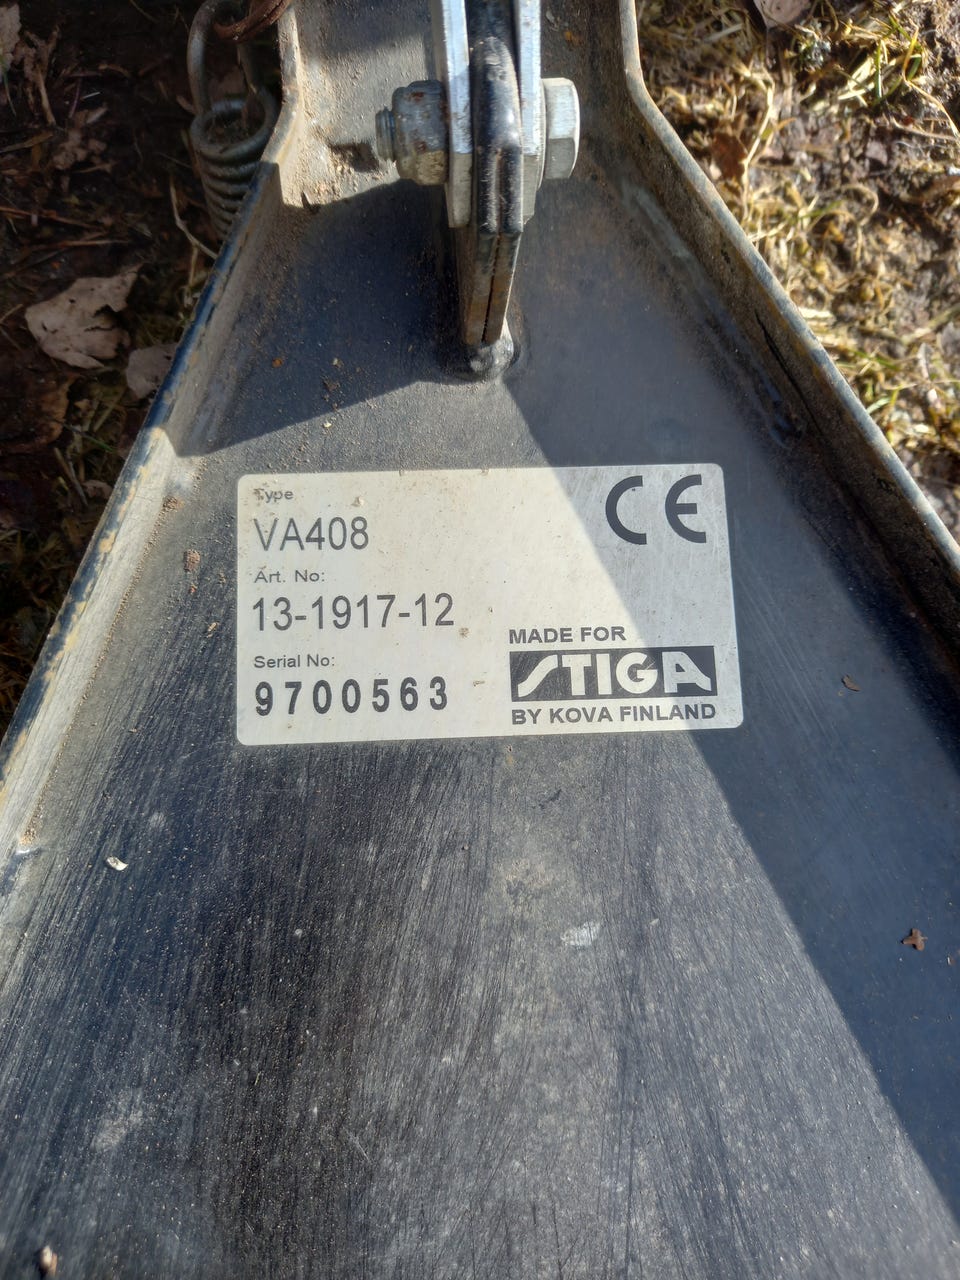 Type
VA408
CE
Art. No:
13-1917-12
Serial No:
9700563
MADE FOR
STIGA
BY KOVA FINLAND